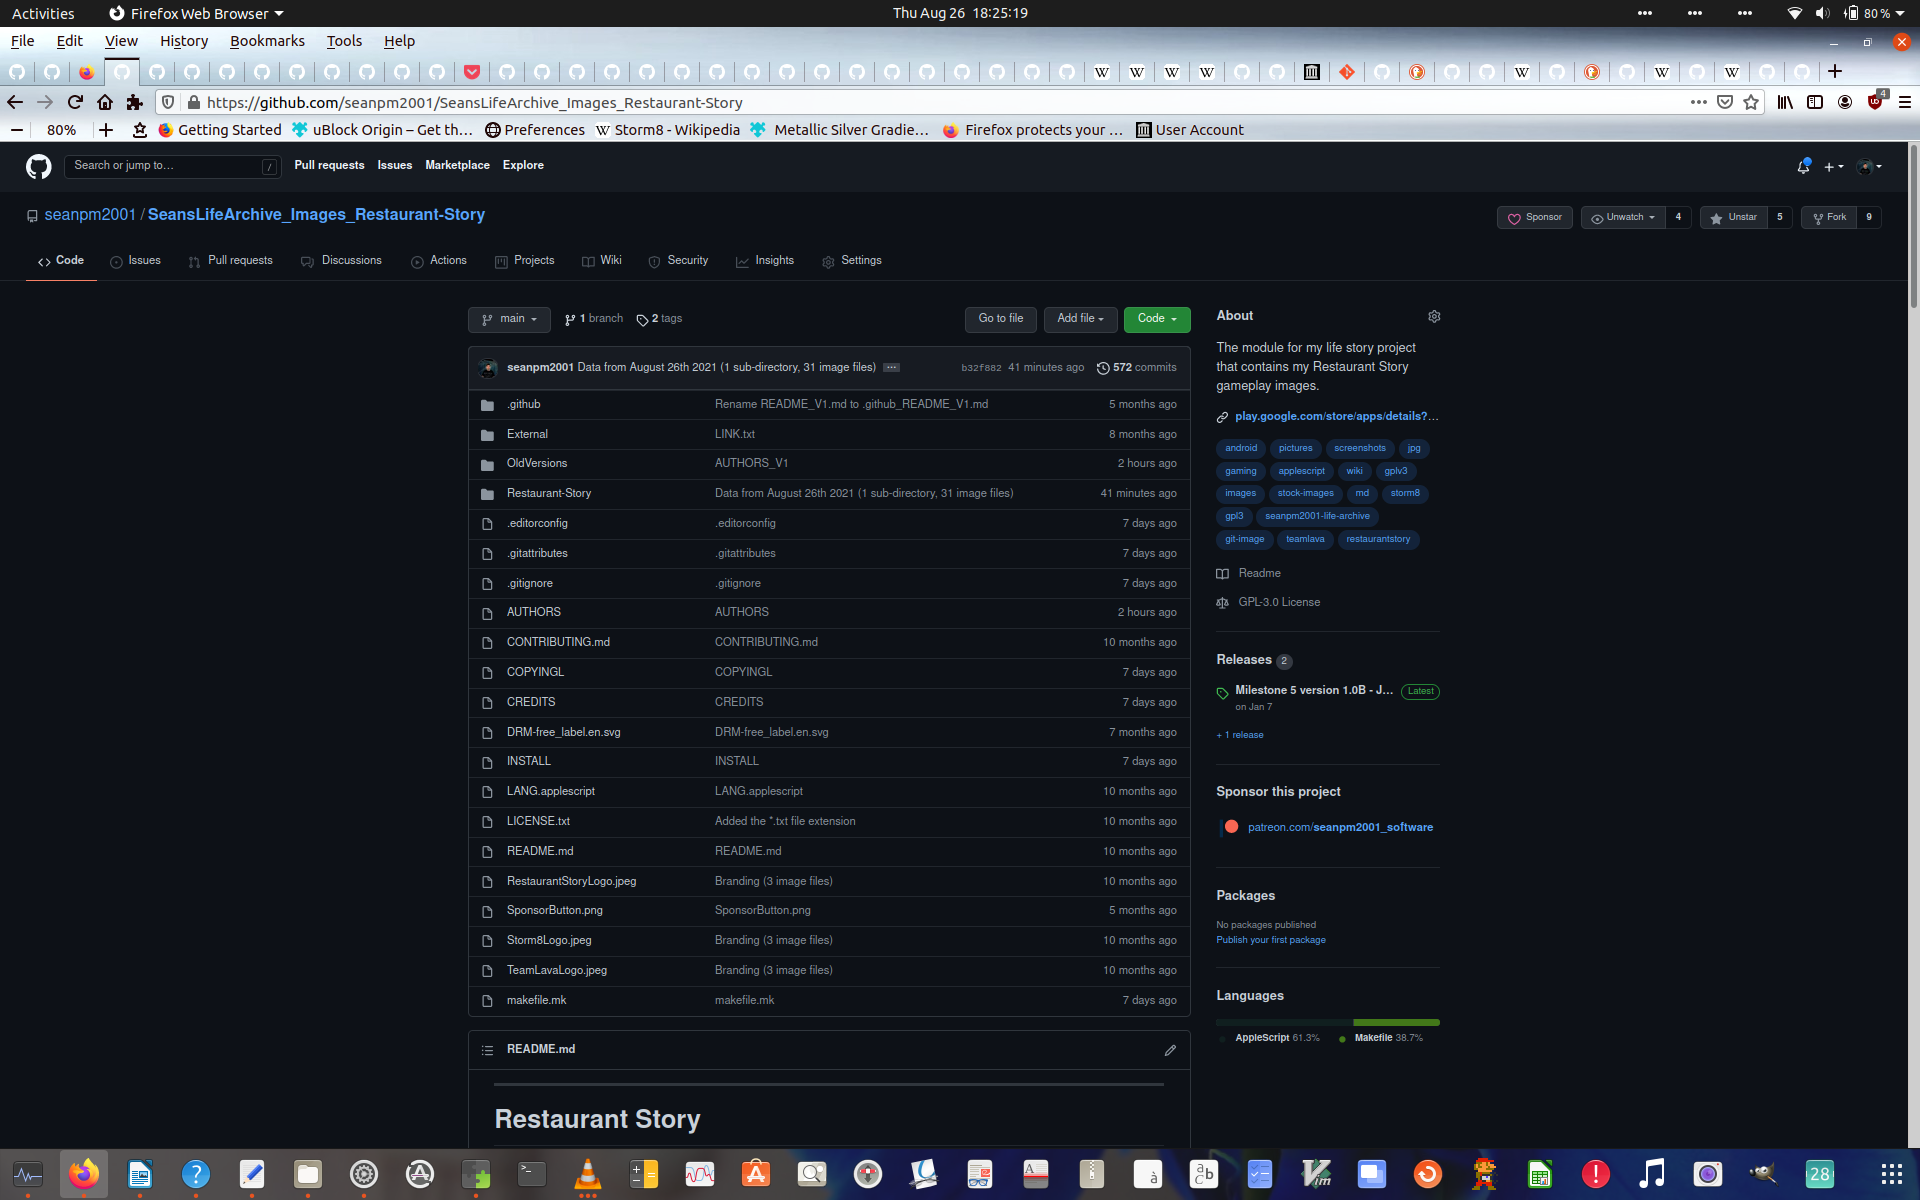 Activities Firefox Web Browser Thu Aug 26 18:25:19 80 %
File Edit View History Bookmarks Tools Help
https://github.com/seanpm2001/SeansLifeArchive_Images_Restaurant-Story 4
80% Getting Started uBlock Origin – Get th… Preferences Storm8 - Wikipedia Metallic Silver Gradie… Firefox protects your … User Account
Search or jump to… / Pull requests Issues Marketplace Explore
seanpm2001 / SeansLifeArchive_Images_Restaurant-Story Sponsor Unwatch 4 Unstar 5 Fork 9
Code Issues Pull requests Discussions Actions Projects Wiki Security Insights Settings
main 1 branch 2 tags Go to file Add file Code
seanpm2001 Data from August 26th 2021 (1 sub-directory, 31 image files) … b32f882 41 minutes ago 572 commits
.github Rename README_V1.md to .github_README_V1.md 5 months ago
External LINK.txt 8 months ago
OldVersions AUTHORS_V1 2 hours ago
Restaurant-Story Data from August 26th 2021 (1 sub-directory, 31 image files) 41 minutes ago
.editorconfig .editorconfig 7 days ago
.gitattributes .gitattributes 7 days ago
.gitignore .gitignore 7 days ago
AUTHORS AUTHORS 2 hours ago
CONTRIBUTING.md CONTRIBUTING.md 10 months ago
COPYINGL COPYINGL 7 days ago
CREDITS CREDITS 7 days ago
DRM-free_label.en.svg DRM-free_label.en.svg 7 months ago
INSTALL INSTALL 7 days ago
LANG.applescript LANG.applescript 10 months ago
LICENSE.txt Added the *.txt file extension 10 months ago
README.md README.md 10 months ago
RestaurantStoryLogo.jpeg Branding (3 image files) 10 months ago
SponsorButton.png SponsorButton.png 5 months ago
Storm8Logo.jpeg Branding (3 image files) 10 months ago
TeamLavaLogo.jpeg Branding (3 image files) 10 months ago
makefile.mk makefile.mk 7 days ago
README.md
Restaurant Story
About
The module for my life story project
that contains my Restaurant Story
gameplay images.
play.google.com/store/apps/details?…
android pictures screenshots jpg
gaming applescript wiki gplv3
images stock-images md storm8
gpl3 seanpm2001-life-archive
git-image teamlava restaurantstory
Readme
GPL-3.0 License
Releases 2
Milestone 5 version 1.0B - J… Latest
on Jan 7
+ 1 release
Sponsor this project
patreon.com/seanpm2001_software
Packages
No packages published
Publish your first package
Languages
AppleScript 61.3% Makefile 38.7%
28